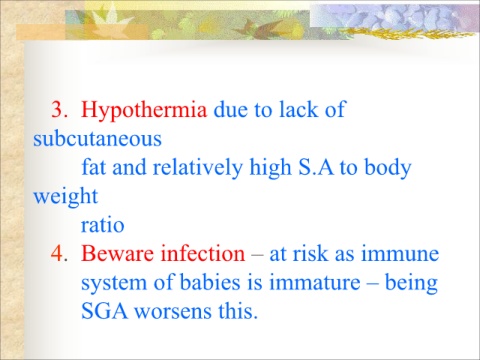 3. Hypothermia due to lack of
subcutaneous
fat and relatively high S.A to body
weight
ratio
4. Beware infection – at risk as immune
system of babies is immature – being
SGA worsens this.